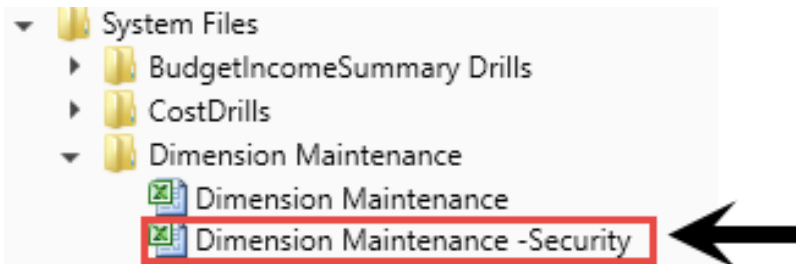 System Files
BudgetIncomeSummary Drills
CostDrills
Dimension Maintenance
Dimension Maintenance
Dimension Maintenance -Security